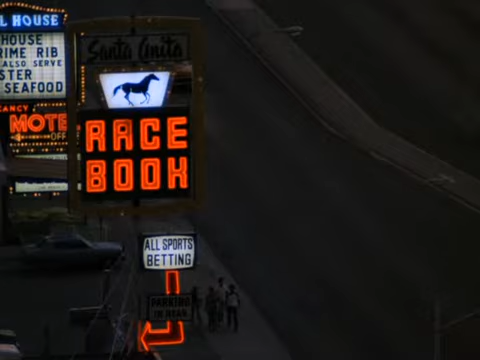 L HOUSE
HOUSE
RIME RIB
ALSO SERVE
STER
SEAFOOD
CANCY
MOTE
OFF
Santa Anita
RACE
BOOK
ALL SPORTS
BETTING
PARKING
IN REAR